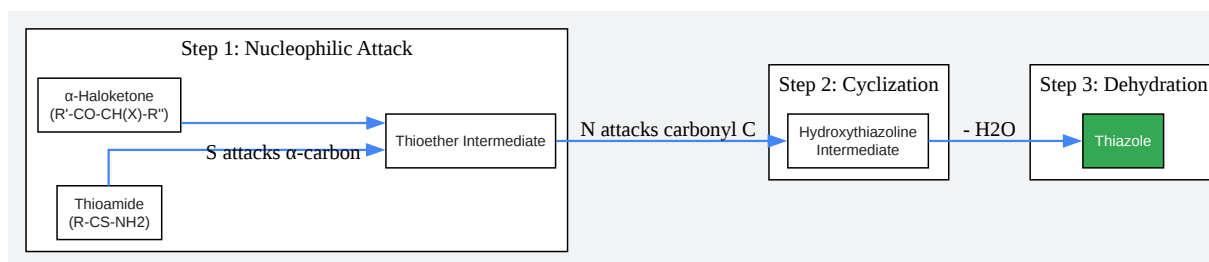 Step 1: Nucleophilic Attack
α-Haloketone
(R'-CO-CH(X)-R'')
S attacks α-carbon
Thioamide
(R-CS-NH2)
Thioether Intermediate
N attacks carbonyl C
Step 2: Cyclization
Hydroxythiazoline
Intermediate
- H2O
Step 3: Dehydration
Thiazole